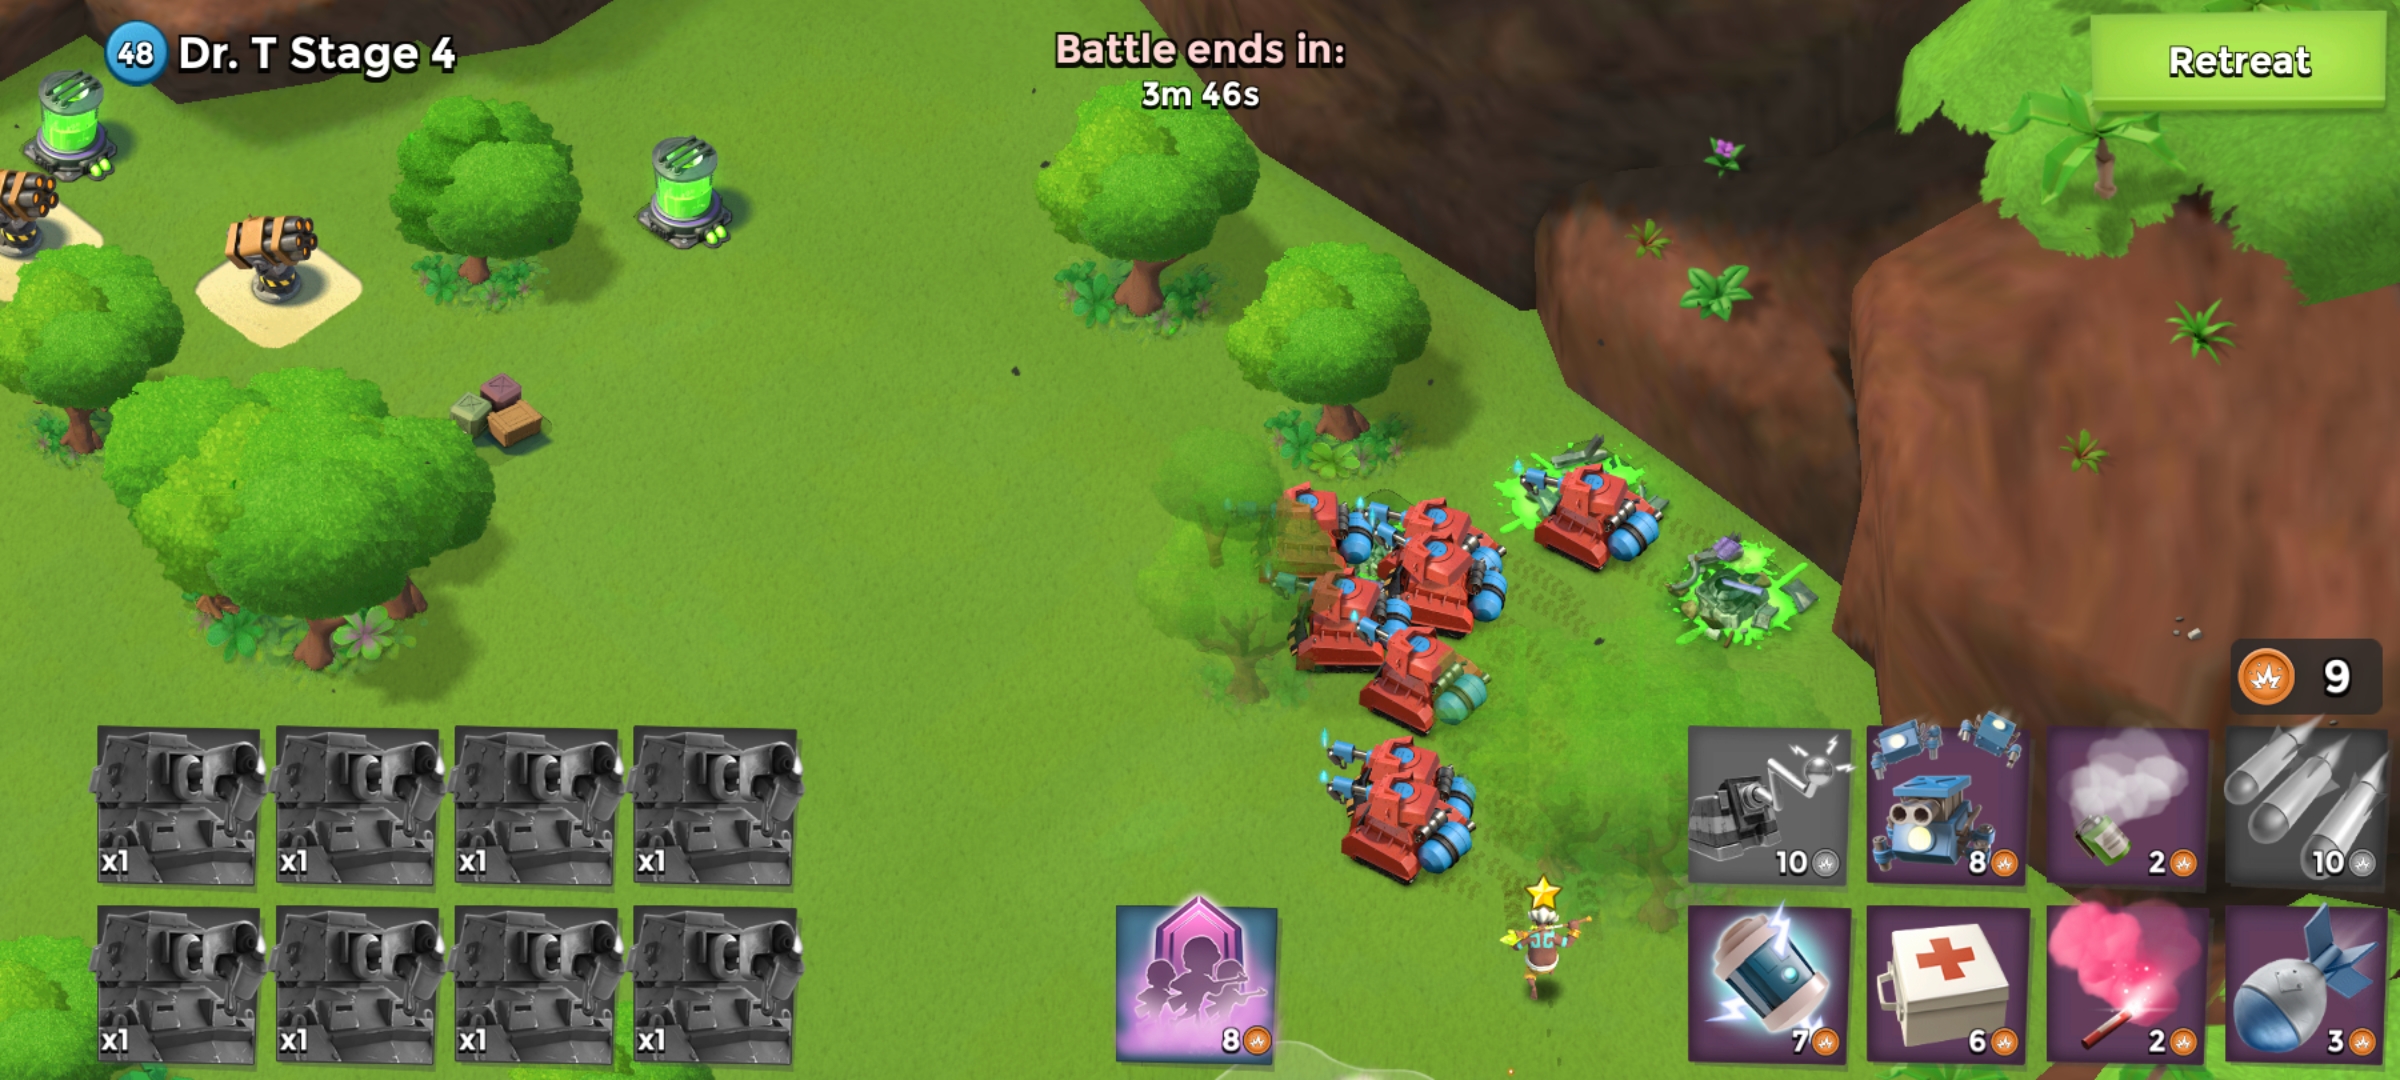 48 Dr. T Stage 4
Battle ends in:
3m 46s
Retreat
9
x1 x1 x1 x1
10 8 2 10
x1 x1 x1 x1
8
7 6 2 3